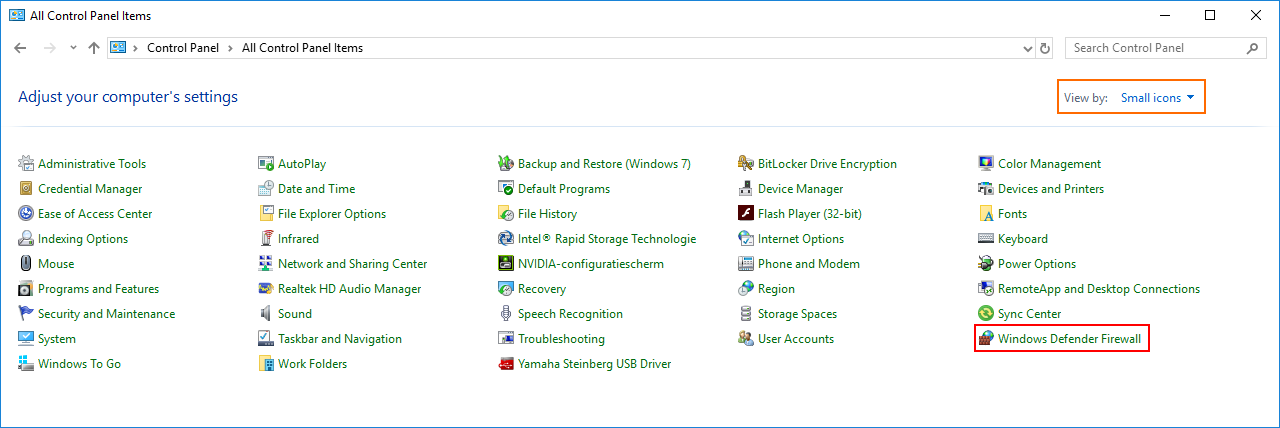 All Control Panel Items
Control Panel > All Control Panel Items
Search Control Panel
Adjust your computer's settings
View by: Small icons
Administrative Tools AutoPlay Backup and Restore (Windows 7) BitLocker Drive Encryption Color Management
Credential Manager Date and Time Default Programs Device Manager Devices and Printers
Ease of Access Center File Explorer Options File History Flash Player (32-bit) Fonts
Indexing Options Infrared Intel® Rapid Storage Technologie Internet Options Keyboard
Mouse Network and Sharing Center NVIDIA-configuratiescherm Phone and Modem Power Options
Programs and Features Realtek HD Audio Manager Recovery Region RemoteApp and Desktop Connections
Security and Maintenance Sound Speech Recognition Storage Spaces Sync Center
System Taskbar and Navigation Troubleshooting User Accounts Windows Defender Firewall
Windows To Go Work Folders Yamaha Steinberg USB Driver